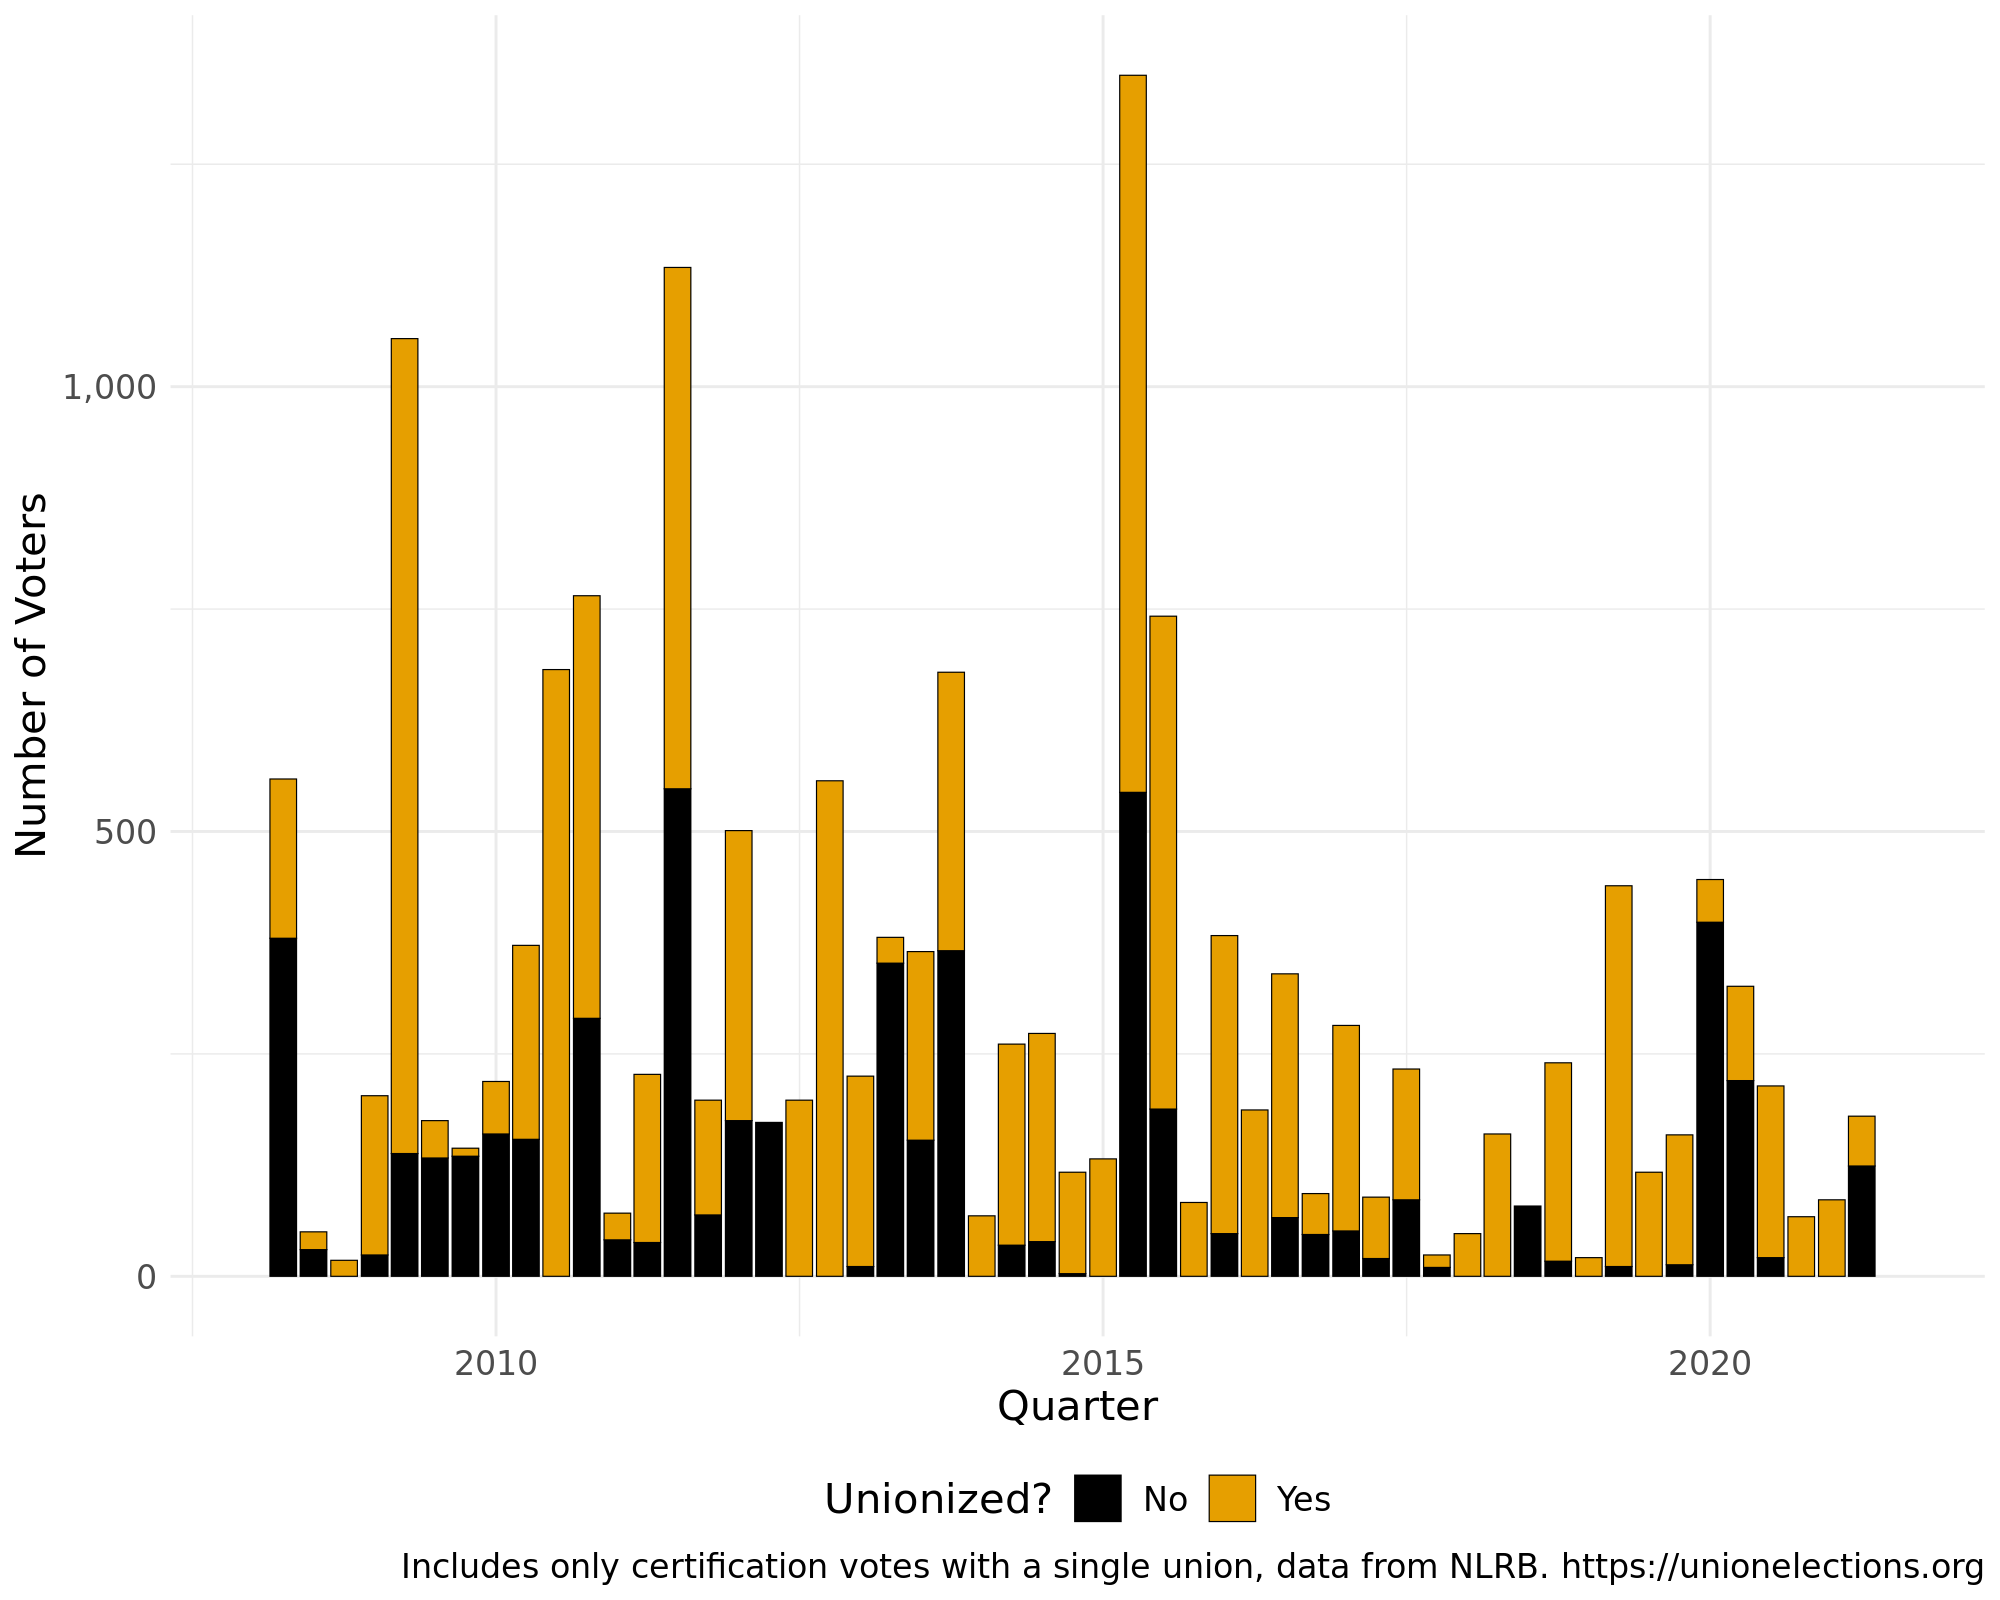 Number of Voters
1,000
500
0
2010 2015 2020
Quarter
Unionized? No Yes
Includes only certification votes with a single union, data from NLRB. https://unionelections.org